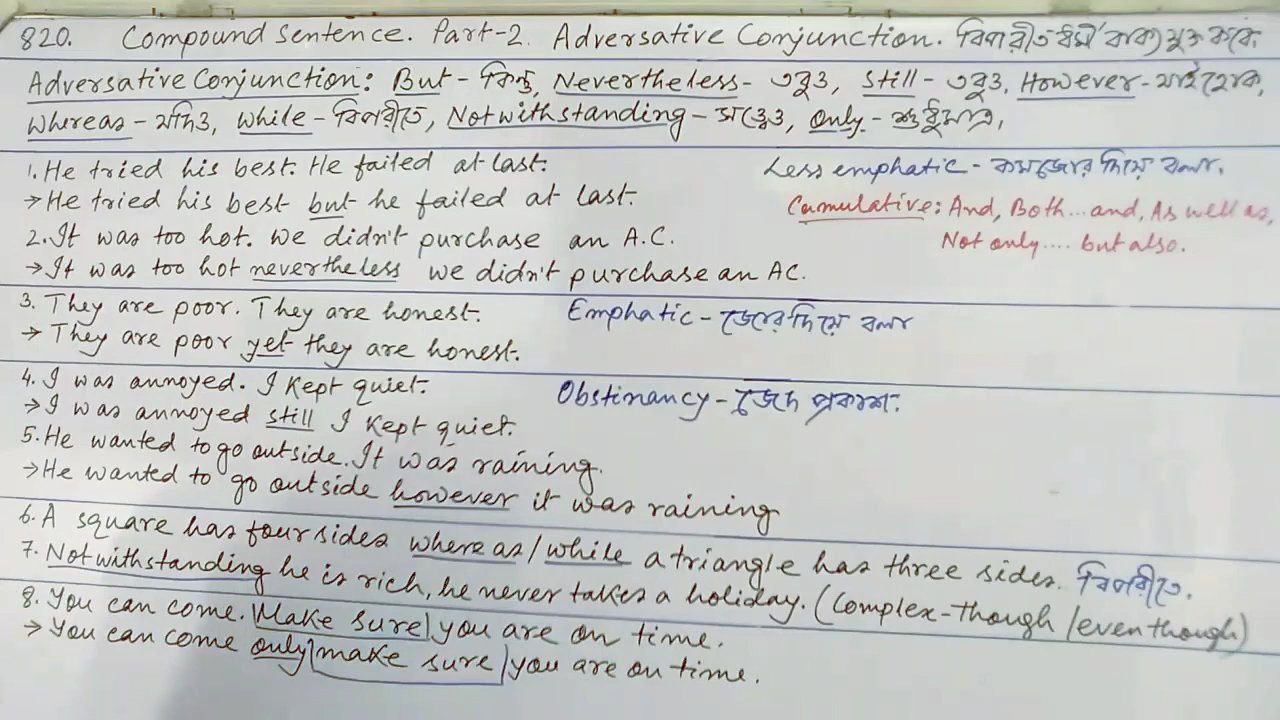 820. Compound Sentence. Part-2. Adversative Conjunction. বিপরীতধর্মী বাক্য যুক্ত করে.
Adversative Conjunction: But - কিন্তু, Nevertheless - তবুও, Still - তবুও, However - যাইহোক,
Whereas - যদিও, While - বিপরীতে, Notwithstanding - সত্ত্বেও, Only - শুধুমাত্র,
1. He tried his best. He failed at last. Less emphatic - কমজোর দিয়ে বলা.
→ He tried his best but he failed at last. Cumulative: And, Both...and, As well as,
2. It was too hot. We didn't purchase an A.C. Not only.... but also.
→ It was too hot nevertheless we didn't purchase an AC.
3. They are poor. They are honest. Emphatic - জোরদিয়ে বলা
→ They are poor yet they are honest.
4. I was annoyed. I kept quiet. Obstinancy - জেদ প্রকাশ.
→ I was annoyed still I kept quiet.
5. He wanted to go outside. It was raining.
→ He wanted to go outside however it was raining
6. A square has four sides where as/while a triangle has three sides. বিপরীতে.
7. Notwithstanding he is rich, he never takes a holiday. (Complex-though/even though)
8. You can come. Make sure you are on time.
→ You can come only make sure you are on time.